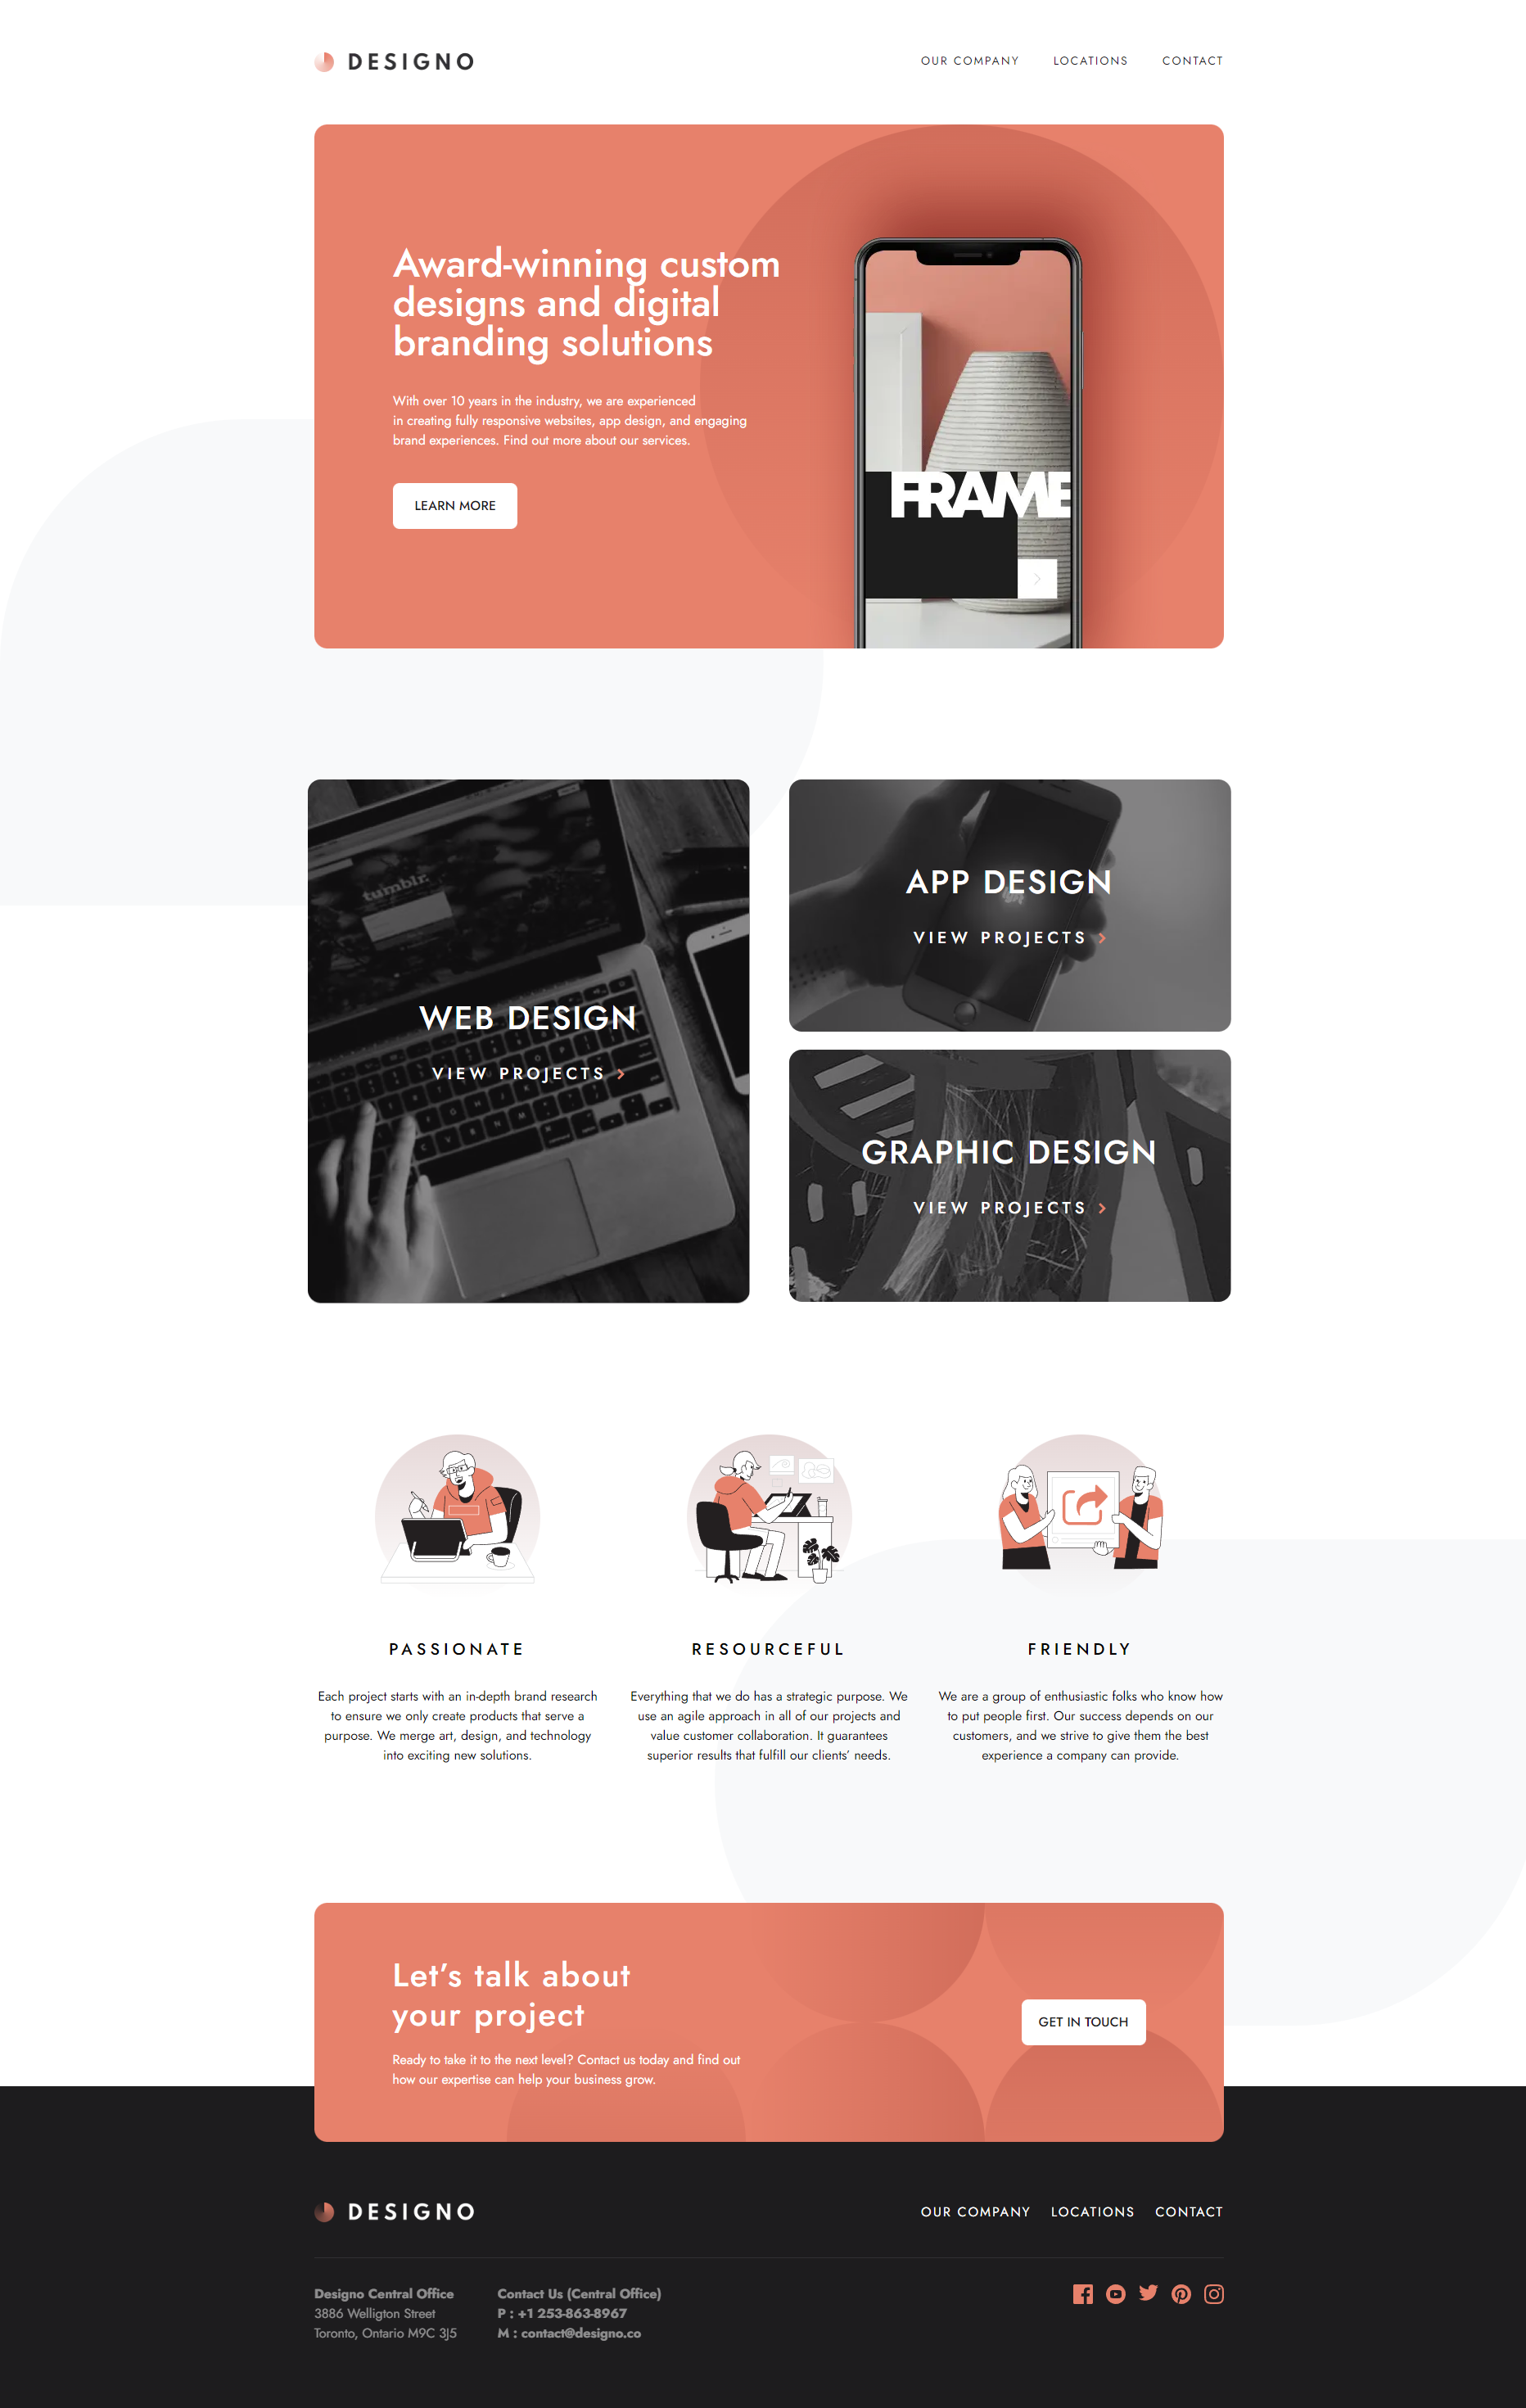 DESIGNO
OUR COMPANY
LOCATIONS
CONTACT
Award-winning custom
designs and digital
branding solutions
With over 10 years in the industry, we are experienced
in creating fully responsive websites, app design, and engaging
brand experiences. Find out more about our services.
LEARN MORE
FRAME
tumblr.
WEB DESIGN
VIEW PROJECTS
APP DESIGN
VIEW PROJECTS
GRAPHIC DESIGN
VIEW PROJECTS
PASSIONATE
Each project starts with an in-depth brand research
to ensure we only create products that serve a
purpose. We merge art, design, and technology
into exciting new solutions.
RESOURCEFUL
Everything that we do has a strategic purpose. We
use an agile approach in all of our projects and
value customer collaboration. It guarantees
superior results that fulfill our clients’ needs.
FRIENDLY
We are a group of enthusiastic folks who know how
to put people first. Our success depends on our
customers, and we strive to give them the best
experience a company can provide.
Let’s talk about
your project
Ready to take it to the next level? Contact us today and find out
how our expertise can help your business grow.
GET IN TOUCH
DESIGNO
OUR COMPANY
LOCATIONS
CONTACT
Designo Central Office
3886 Welligton Street
Toronto, Ontario M9C 3J5
Contact Us (Central Office)
P : +1 253-863-8967
M : contact@designo.co